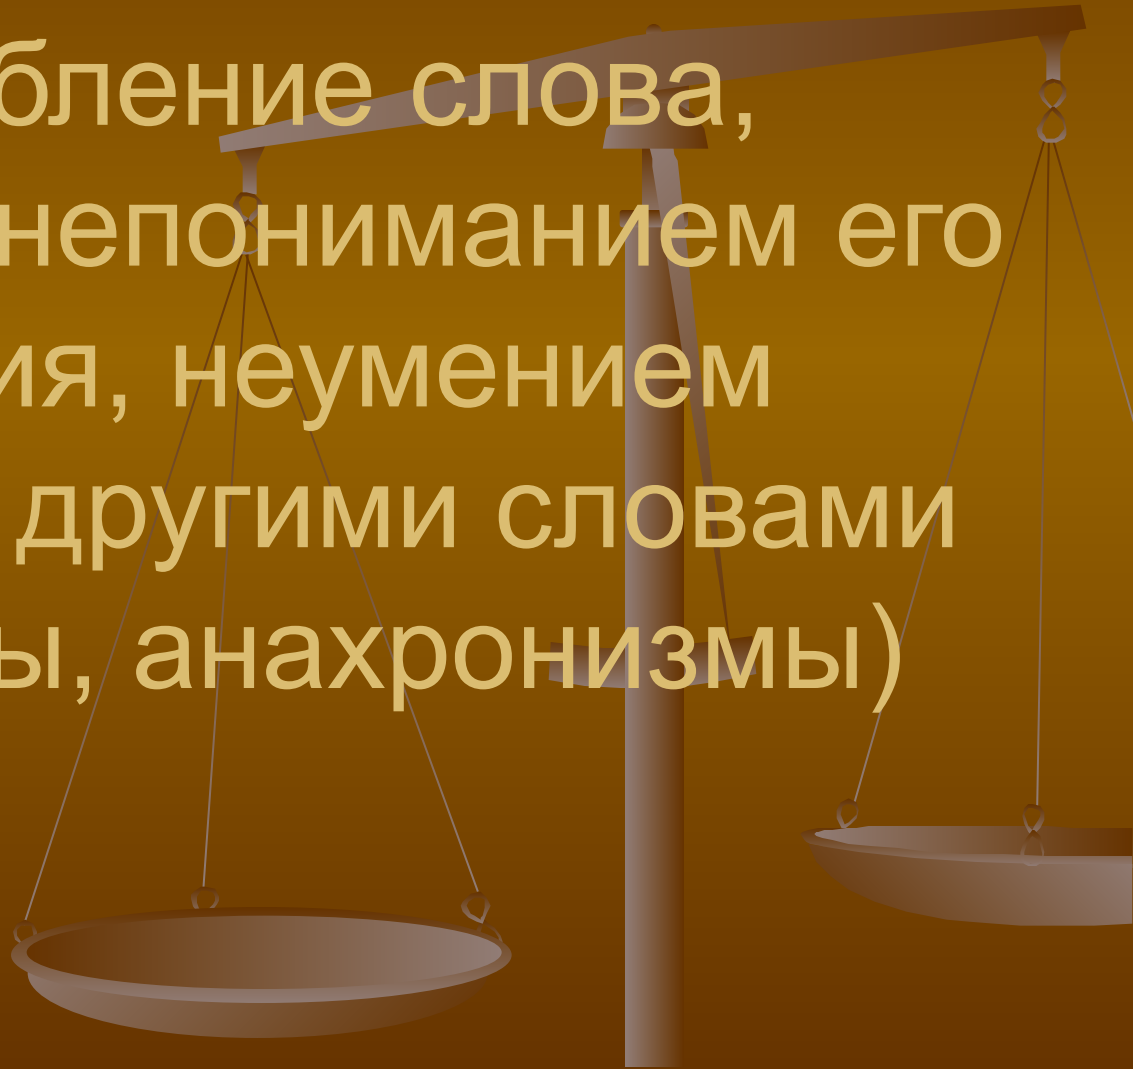 бление слова,
непониманием его
ия, неумением
другими словами
ы, анахронизмы)